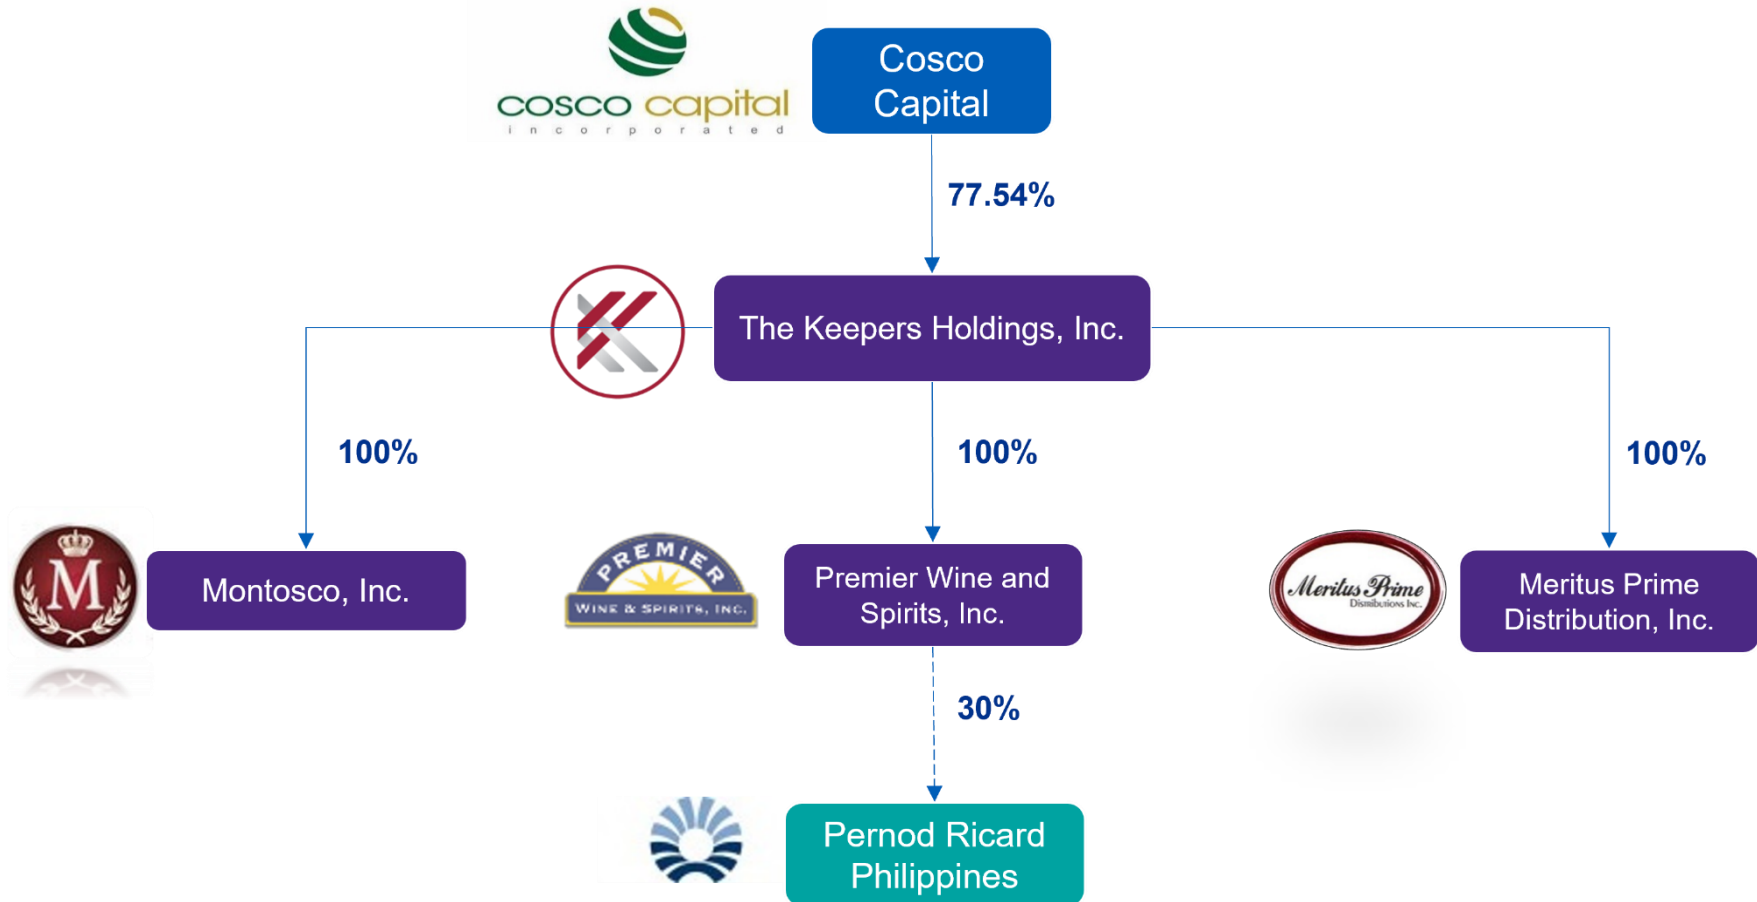 cosco capital
incorporated
Cosco
Capital
77.54%
The Keepers Holdings, Inc.
100%
100%
100%
M
Montosco, Inc.
PREMIER
WINE & SPIRITS, INC.
Premier Wine and
Spirits, Inc.
Meritus Prime
Distributions Inc.
Meritus Prime
Distribution, Inc.
30%
Pernod Ricard
Philippines